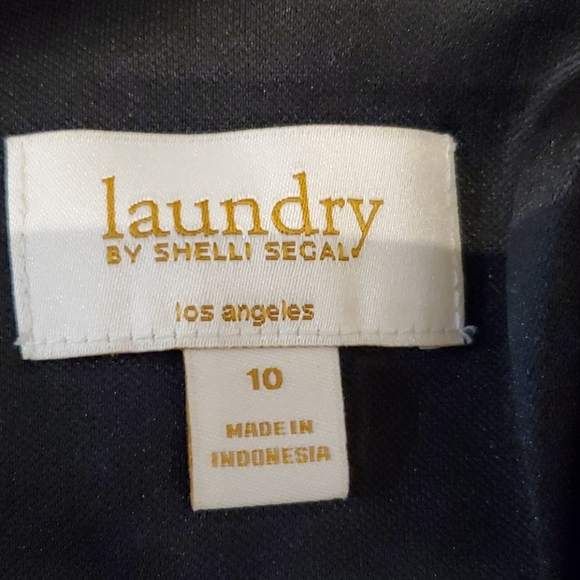 laundry
BY SHELLI SEGAL
los angeles
10
MADE IN
INDONESIA